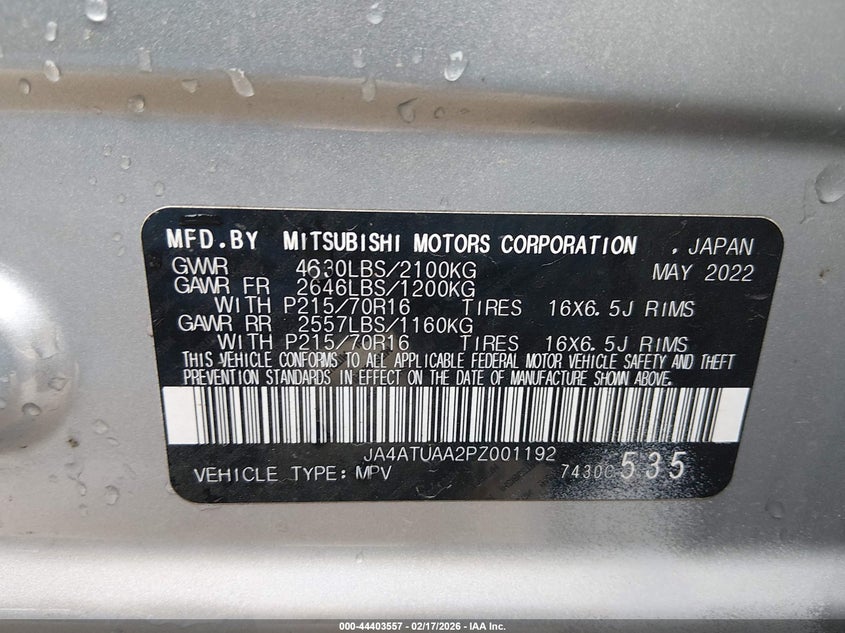 MFD.BY MITSUBISHI MOTORS CORPORATION , JAPAN
GVWR 4630LBS/2100KG MAY 2022
GAWR FR 2646LBS/1200KG
WITH P215/70R16 TIRES 16X6.5J RIMS
GAWR RR 2557LBS/1160KG
WITH P215/70R16 TIRES 16X6.5J RIMS
THIS VEHICLE CONFORMS TO ALL APPLICABLE FEDERAL MOTOR VEHICLE SAFETY AND THEFT
PREVENTION STANDARDS IN EFFECT ON THE DATE OF MANUFACTURE SHOWN ABOVE.
JA4ATUAA2PZ001192
VEHICLE TYPE: MPV 535
000-44403557 - 02/17/2026 - IAA Inc.